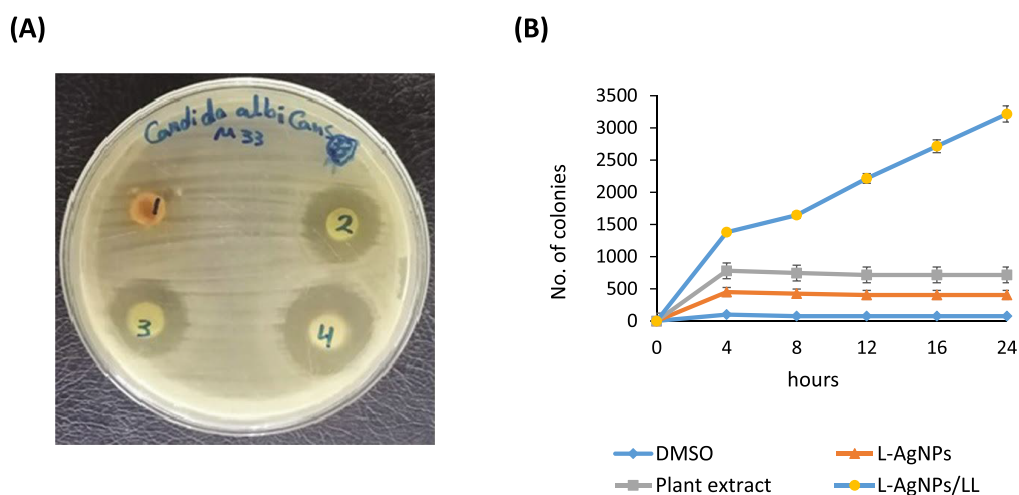 (A)
(B)
Candida albicans
M 33
1
2
3
4
No. of colonies
3500
3000
2500
2000
1500
1000
500
0
0 4 8 12 16 24
hours
DMSO
L-AgNPs
Plant extract
L-AgNPs/LL